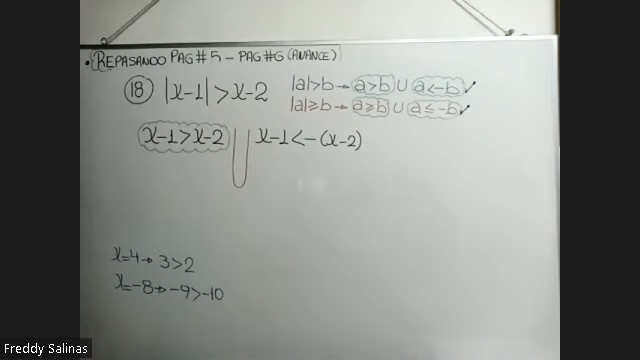 • REPASANDO PAG#5 - PAG.#6 (AVANCE)
18 |x-1|>x-2 |a|>b → a>b U a<-b ✓
|a|≥b → a≥b U a≤-b ✓
x-1>x-2 U x-1<-(x-2)
x=4→ 3>2
x=-8→ -9>-10
Freddy Salinas